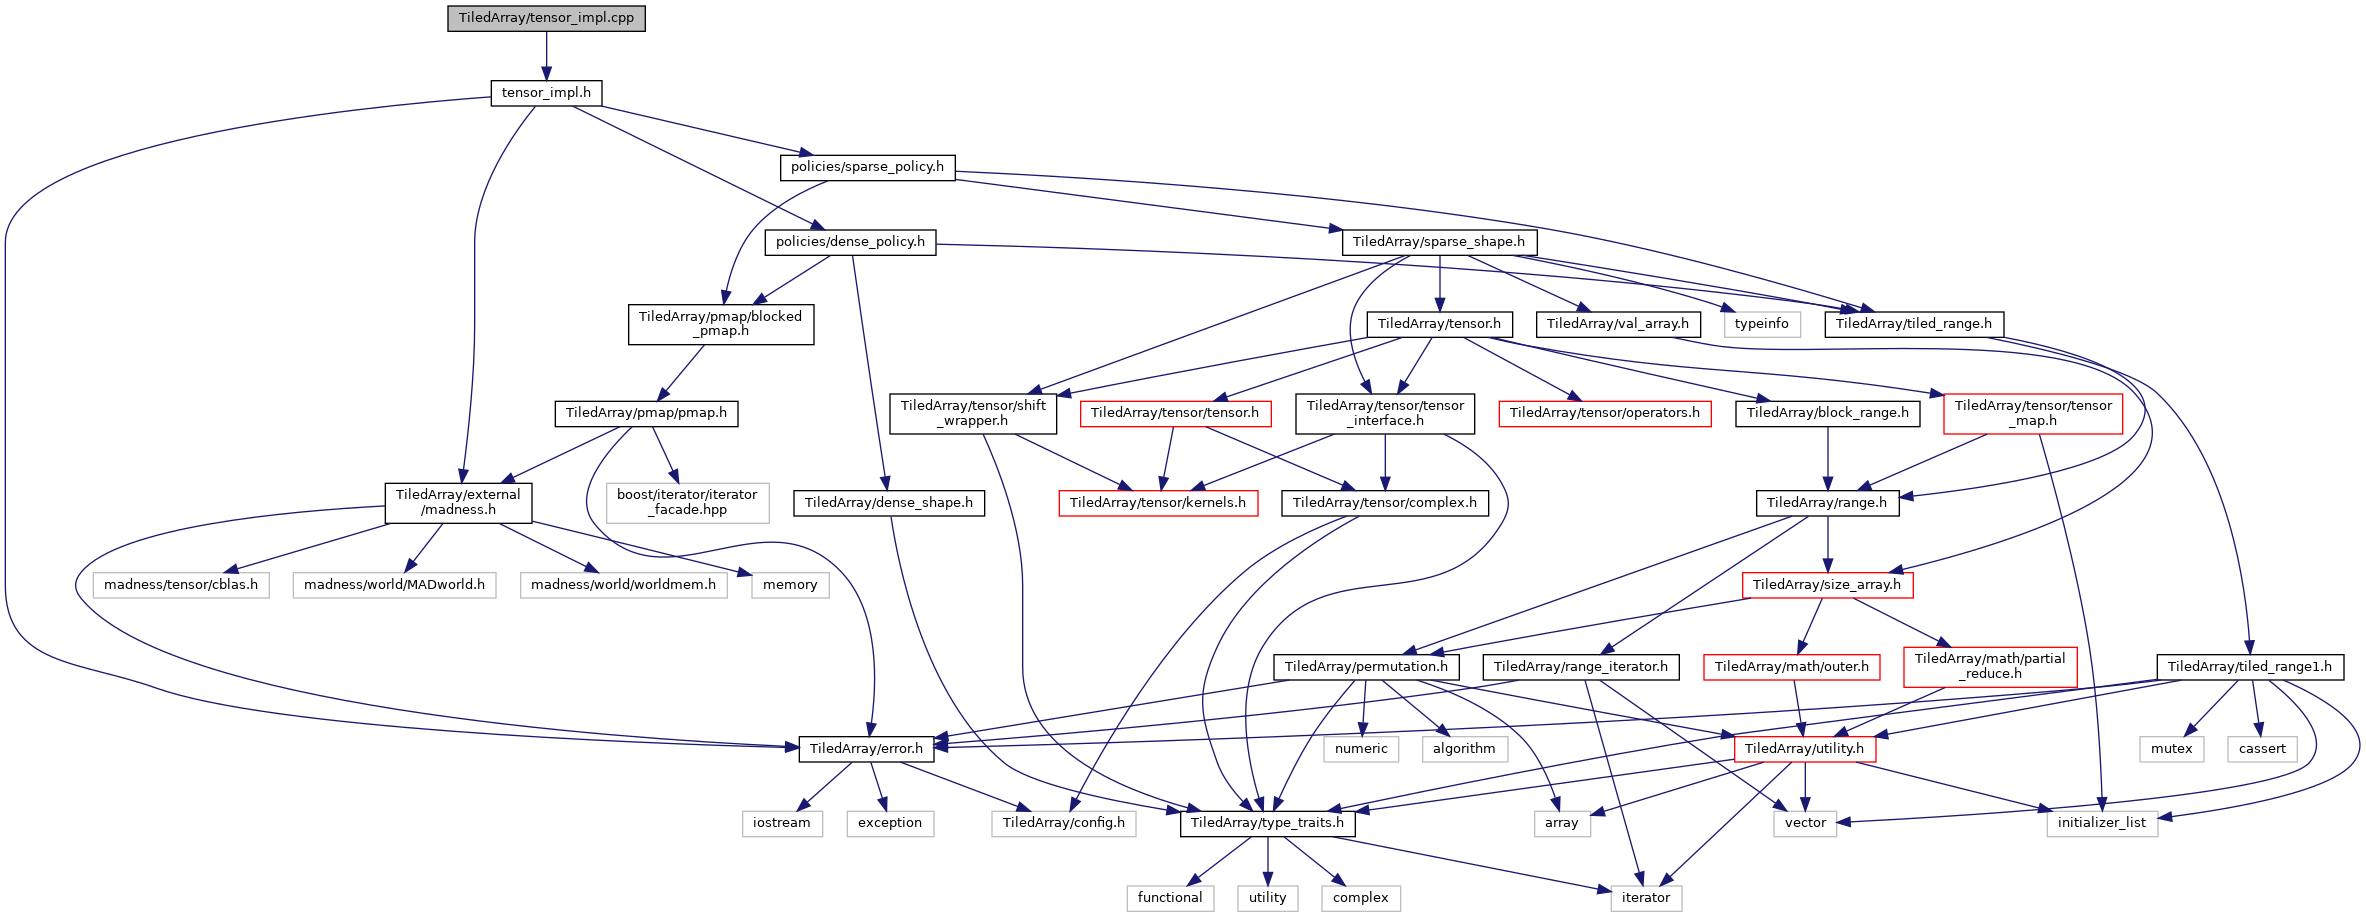 TiledArray/tensor_impl.cpp
tensor_impl.h
policies/sparse_policy.h
policies/dense_policy.h
TiledArray/sparse_shape.h
TiledArray/pmap/blocked
_pmap.h
TiledArray/tensor.h
TiledArray/val_array.h
typeinfo
TiledArray/tiled_range.h
TiledArray/pmap/pmap.h
TiledArray/tensor/shift
_wrapper.h
TiledArray/tensor/tensor.h
TiledArray/tensor/tensor
_interface.h
TiledArray/tensor/operators.h
TiledArray/block_range.h
TiledArray/tensor/tensor
_map.h
TiledArray/external
/madness.h
boost/iterator/iterator
_facade.hpp
TiledArray/dense_shape.h
TiledArray/tensor/kernels.h
TiledArray/tensor/complex.h
TiledArray/range.h
madness/tensor/cblas.h
madness/world/MADworld.h
madness/world/worldmem.h
memory
TiledArray/size_array.h
TiledArray/permutation.h
TiledArray/range_iterator.h
TiledArray/math/outer.h
TiledArray/math/partial
_reduce.h
TiledArray/tiled_range1.h
TiledArray/error.h
numeric
algorithm
TiledArray/utility.h
mutex
cassert
iostream
exception
TiledArray/config.h
TiledArray/type_traits.h
array
vector
initializer_list
functional
utility
complex
iterator